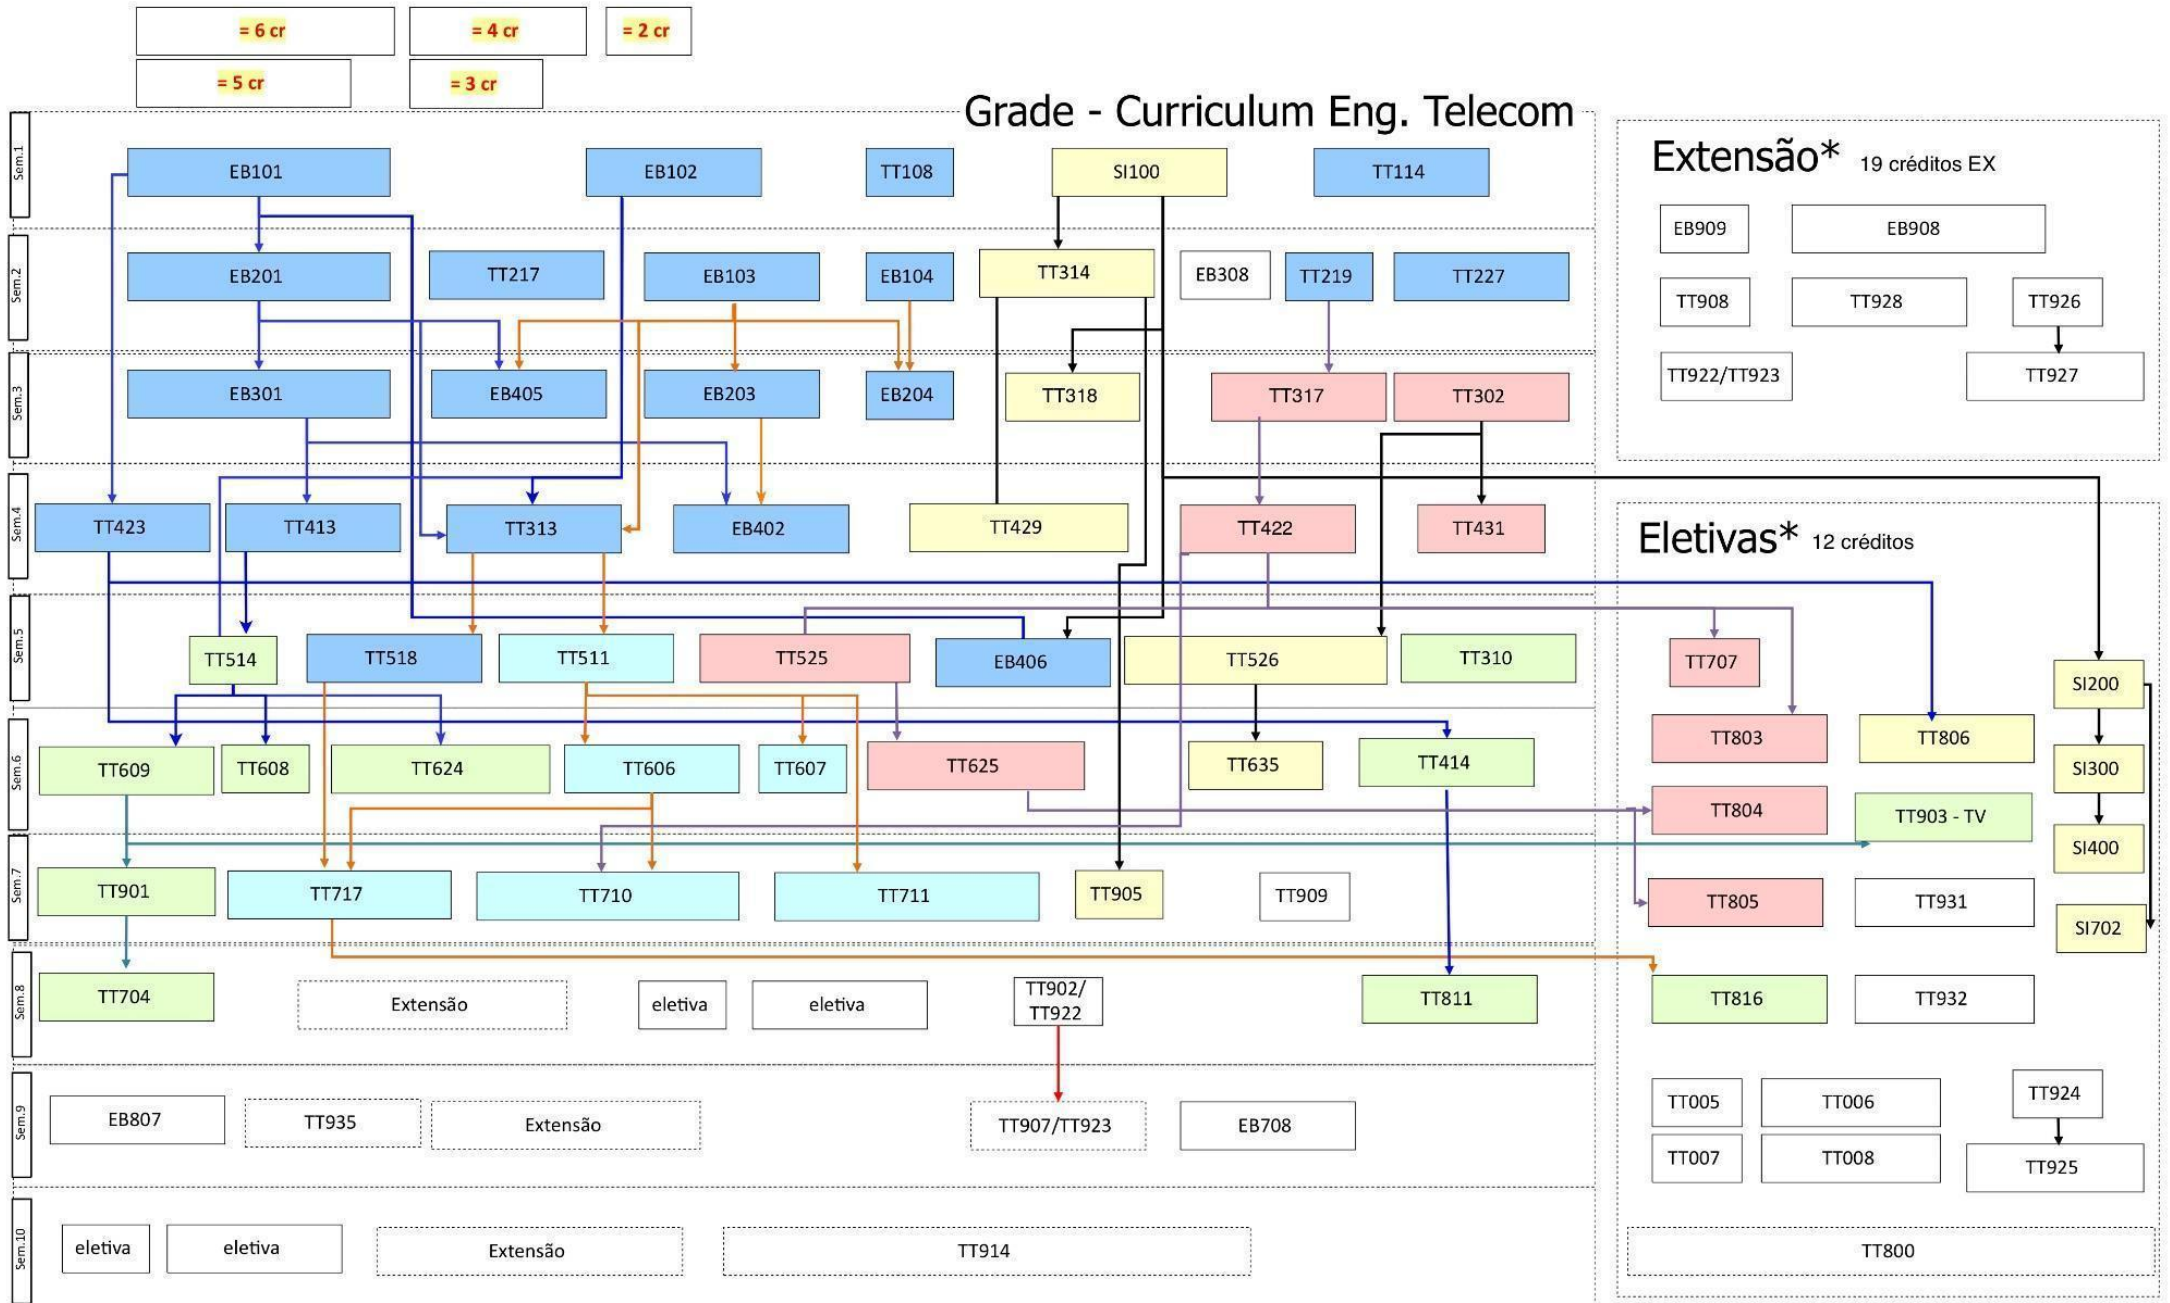 = 6 cr
= 4 cr
= 2 cr
= 5 cr
= 3 cr
Grade - Curriculum Eng. Telecom
Sem.1
EB101
EB102
TT108
SI100
TT114
Sem.2
EB201
TT217
EB103
EB104
TT314
EB308
TT219
TT227
Sem.3
EB301
EB405
EB203
EB204
TT318
TT317
TT302
Sem.4
TT423
TT413
TT313
EB402
TT429
TT422
TT431
Sem.5
TT514
TT518
TT511
TT525
EB406
TT526
TT310
Sem.6
TT609
TT608
TT624
TT606
TT607
TT625
TT635
TT414
Sem.7
TT901
TT717
TT710
TT711
TT905
TT909
Sem.8
TT704
Extensão
eletiva
eletiva
TT902/
TT922
TT811
Sem.9
EB807
TT935
Extensão
TT907/TT923
EB708
Sem.10
eletiva
eletiva
Extensão
TT914
Extensão* 19 créditos EX
EB909
EB908
TT908
TT928
TT926
TT922/TT923
TT927
Eletivas* 12 créditos
TT707
SI200
TT803
TT806
SI300
TT804
TT903 - TV
SI400
TT805
TT931
SI702
TT816
TT932
TT005
TT006
TT924
TT007
TT008
TT925
TT800